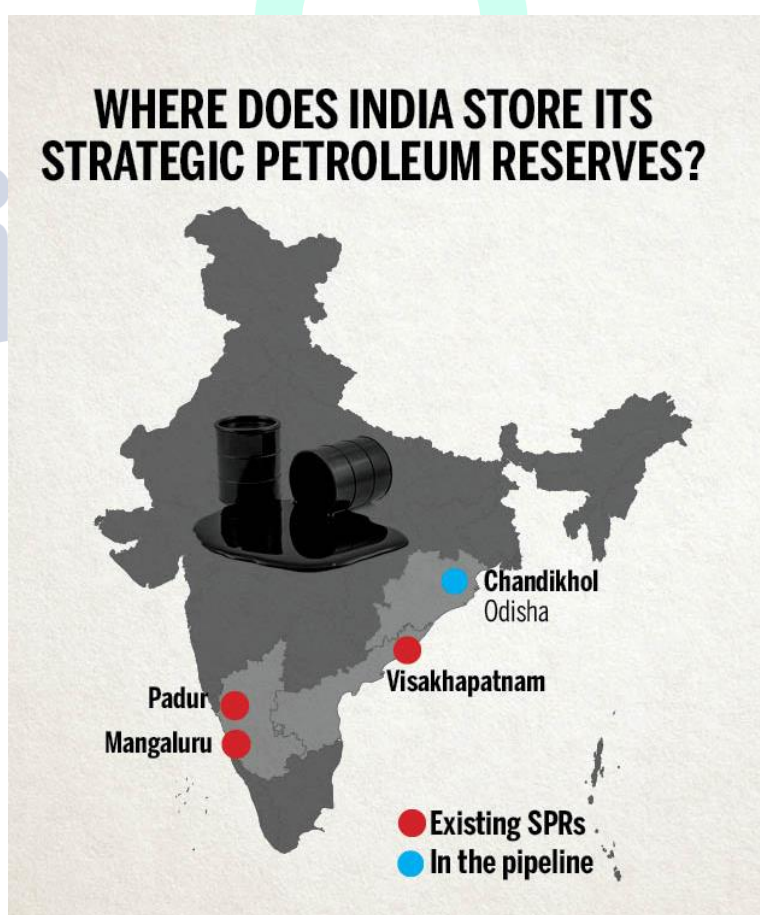 WHERE DOES INDIA STORE ITS
STRATEGIC PETROLEUM RESERVES?
Chandikhol
Odisha
Visakhapatnam
Padur
Mangaluru
Existing SPRs
In the pipeline